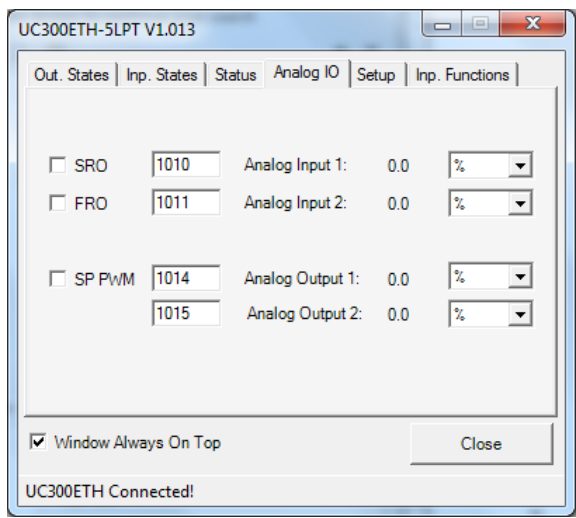 UC300ETH-5LPT V1.013
Out. States Inp. States Status Analog IO Setup Inp. Functions
SRO 1010 Analog Input 1: 0.0 %
FRO 1011 Analog Input 2: 0.0 %
SP PWM 1014 Analog Output 1: 0.0 %
1015 Analog Output 2: 0.0 %
Window Always On Top Close
UC300ETH Connected!